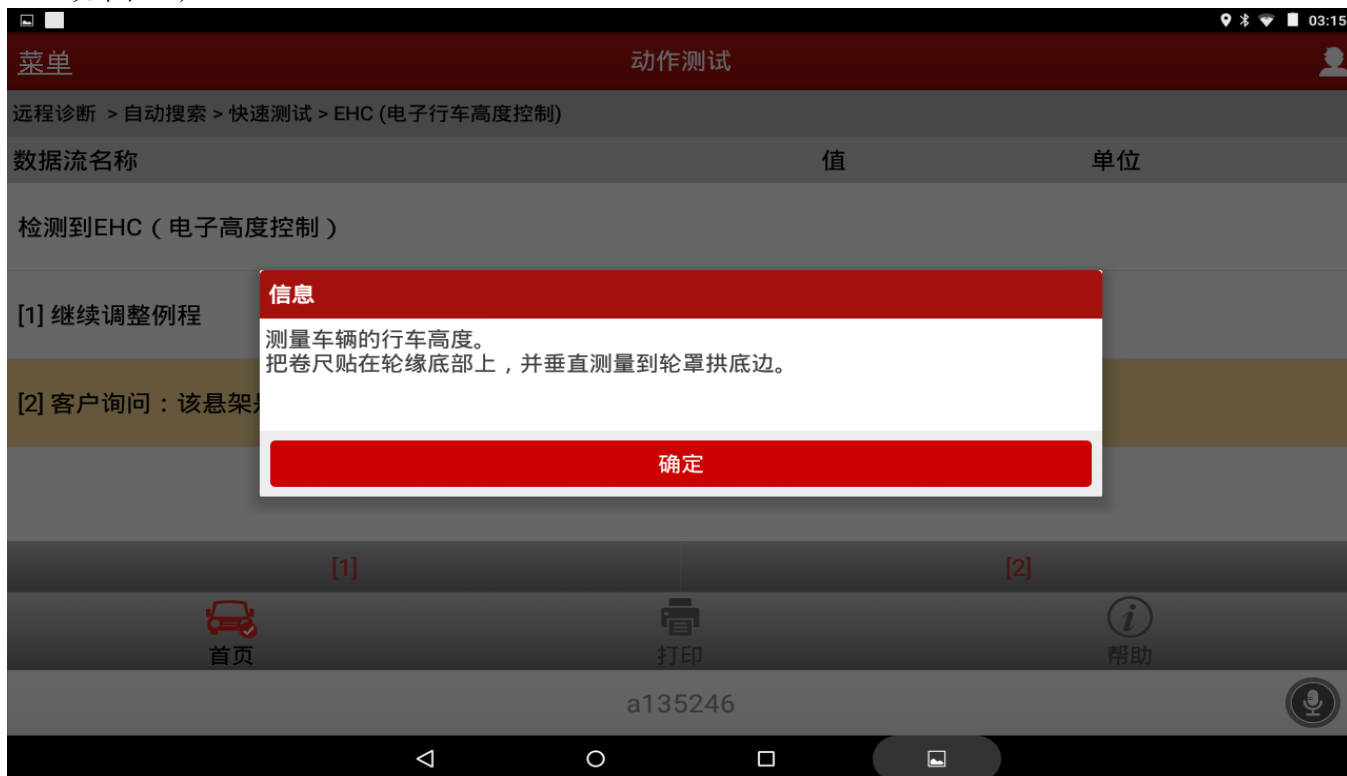 03:15
菜单
动作测试
远程诊断 > 自动搜索 > 快速测试 > EHC (电子行车高度控制)
数据流名称 值 单位
检测到EHC（电子高度控制）
[1] 继续调整例程
[2] 客户询问：该悬架
信息
测量车辆的行车高度。
把卷尺贴在轮缘底部上，并垂直测量到轮罩拱底边。
确定
[1] [2]
首页 打印 帮助
a135246